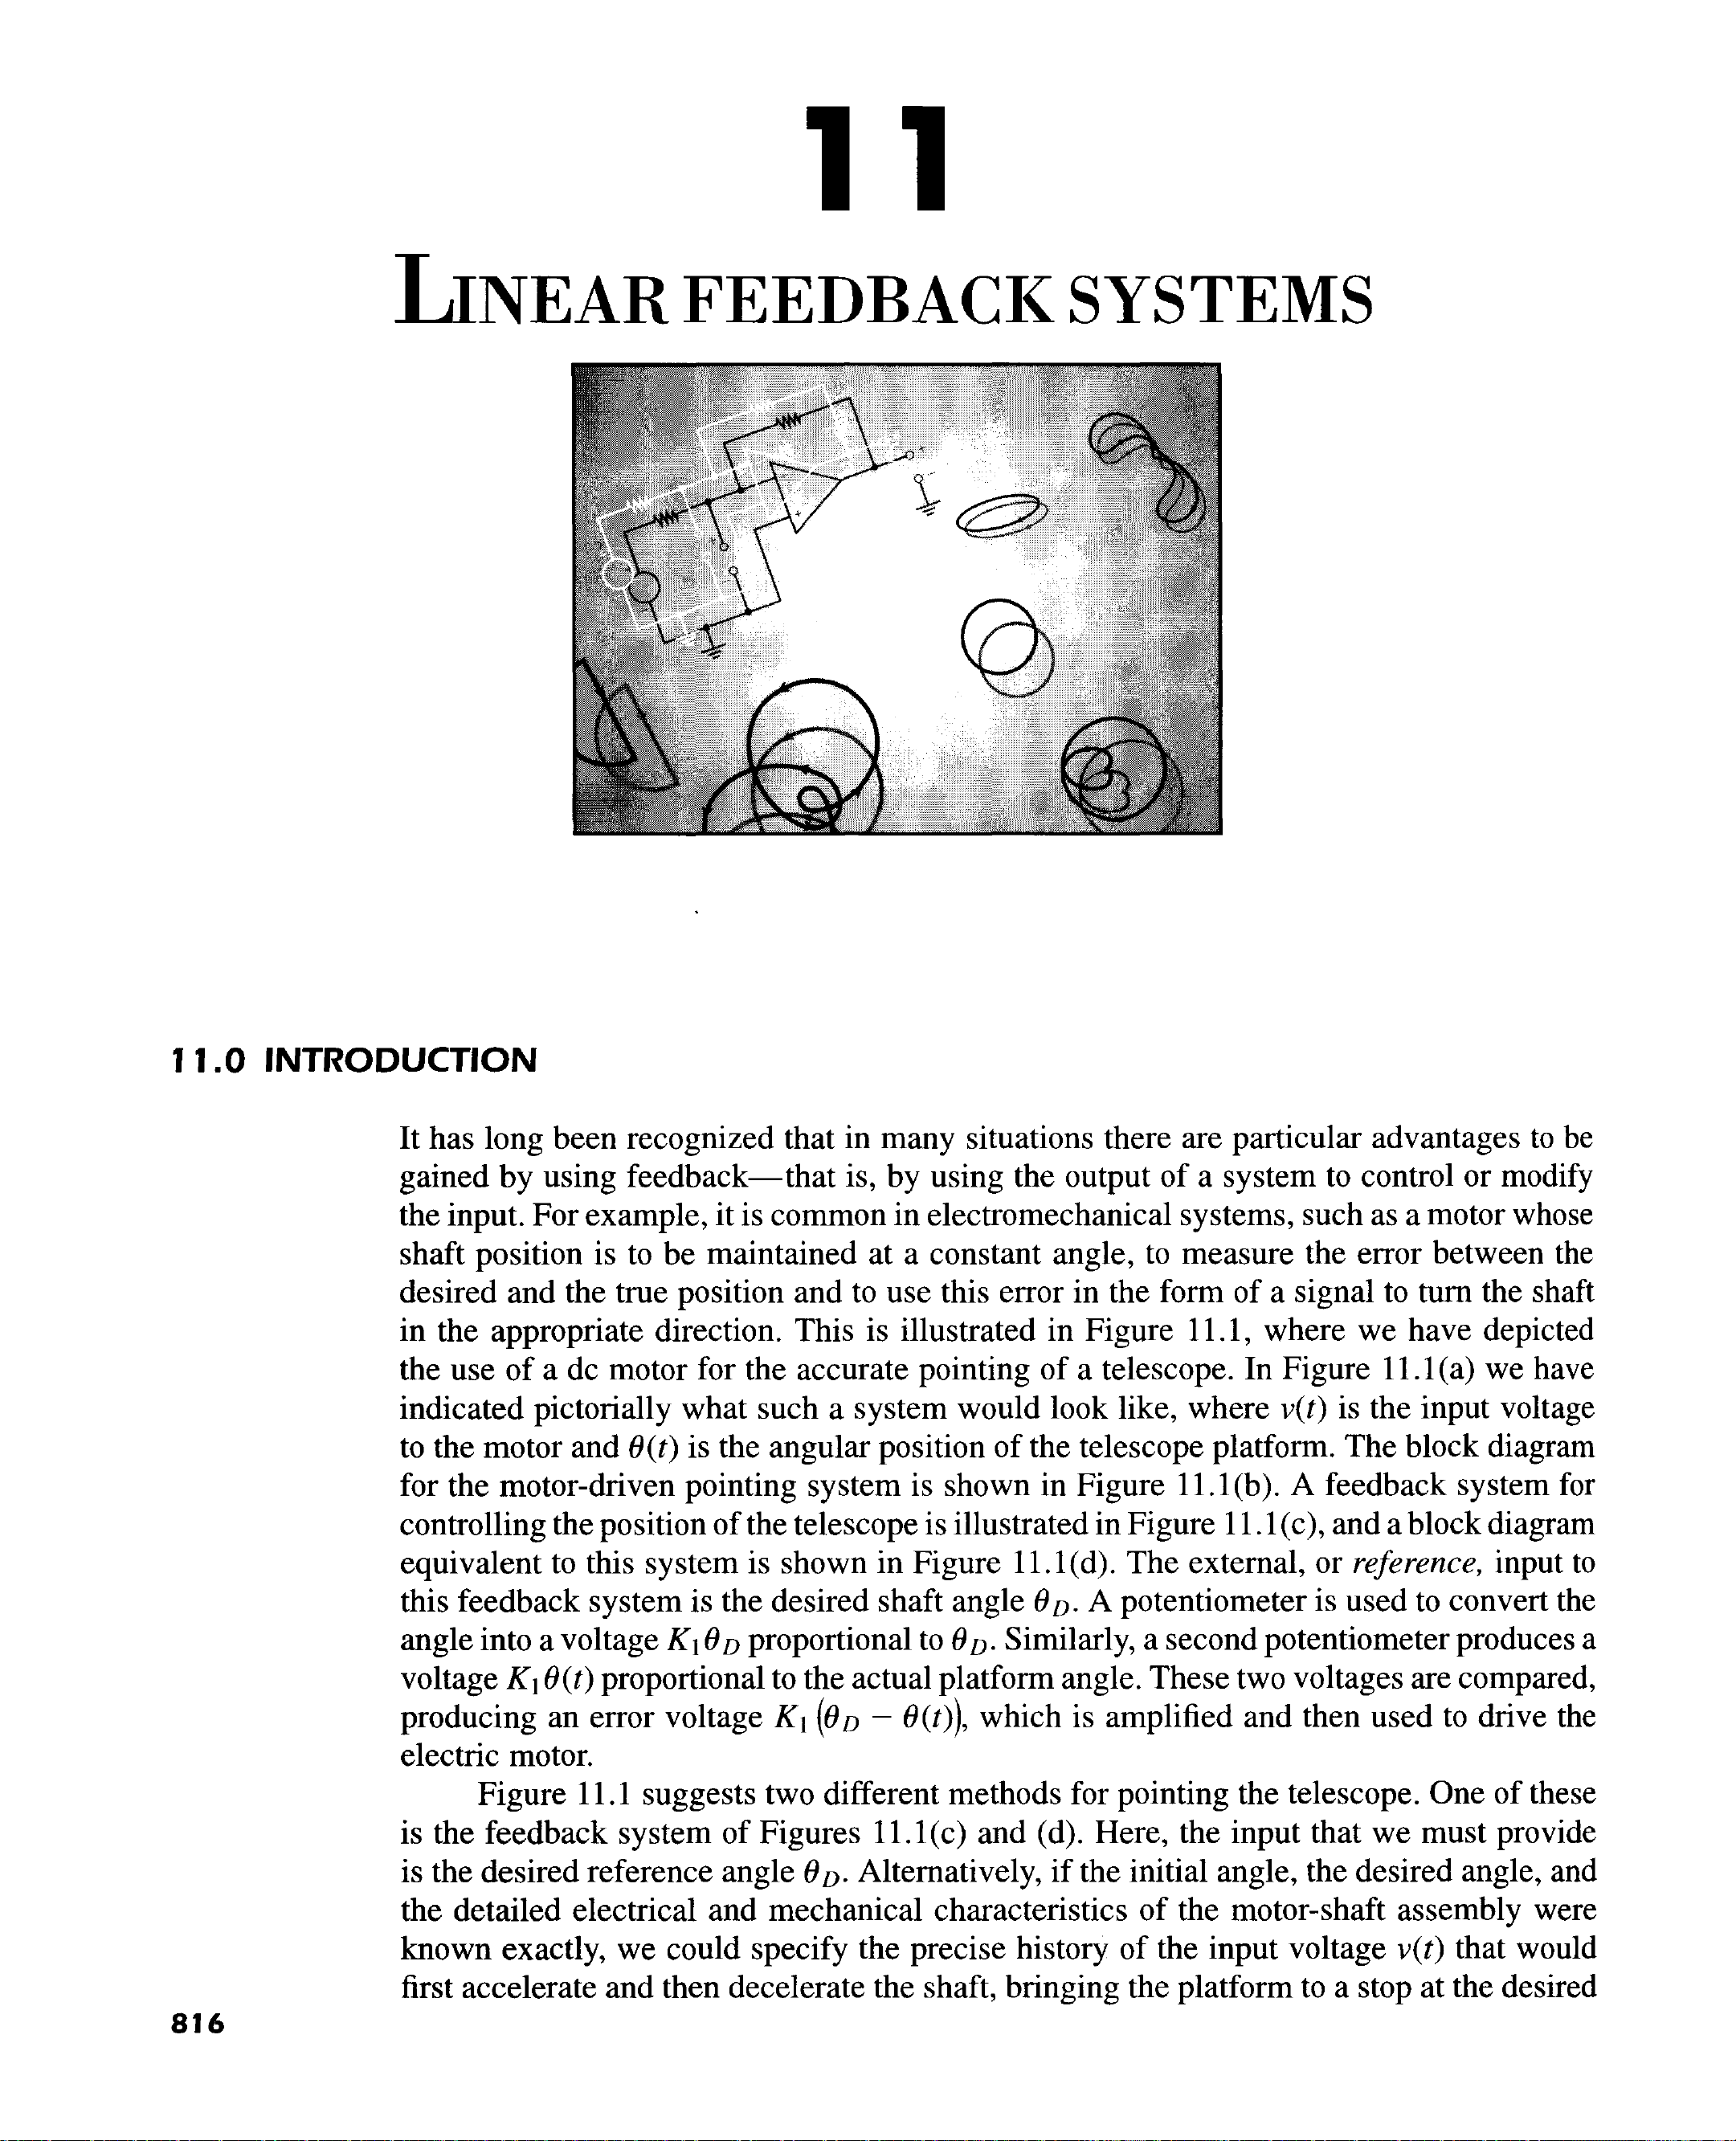 11
LINEAR FEEDBACK SYSTEMS
11.0 INTRODUCTION
It has long been recognized that in many situations there are particular advantages to be
gained by using feedback—that is, by using the output of a system to control or modify
the input. For example, it is common in electromechanical systems, such as a motor whose
shaft position is to be maintained at a constant angle, to measure the error between the
desired and the true position and to use this error in the form of a signal to turn the shaft
in the appropriate direction. This is illustrated in Figure 11.1, where we have depicted
the use of a dc motor for the accurate pointing of a telescope. In Figure 11.1(a) we have
indicated pictorially what such a system would look like, where v(t) is the input voltage
to the motor and θ(t) is the angular position of the telescope platform. The block diagram
for the motor-driven pointing system is shown in Figure 11.1(b). A feedback system for
controlling the position of the telescope is illustrated in Figure 11.1(c), and a block diagram
equivalent to this system is shown in Figure 11.1(d). The external, or reference, input to
this feedback system is the desired shaft angle θ_D. A potentiometer is used to convert the
angle into a voltage K₁θ_D proportional to θ_D. Similarly, a second potentiometer produces a
voltage K₁θ(t) proportional to the actual platform angle. These two voltages are compared,
producing an error voltage K₁(θ_D − θ(t)), which is amplified and then used to drive the
electric motor.
Figure 11.1 suggests two different methods for pointing the telescope. One of these
is the feedback system of Figures 11.1(c) and (d). Here, the input that we must provide
is the desired reference angle θ_D. Alternatively, if the initial angle, the desired angle, and
the detailed electrical and mechanical characteristics of the motor-shaft assembly were
known exactly, we could specify the precise history of the input voltage v(t) that would
first accelerate and then decelerate the shaft, bringing the platform to a stop at the desired
816